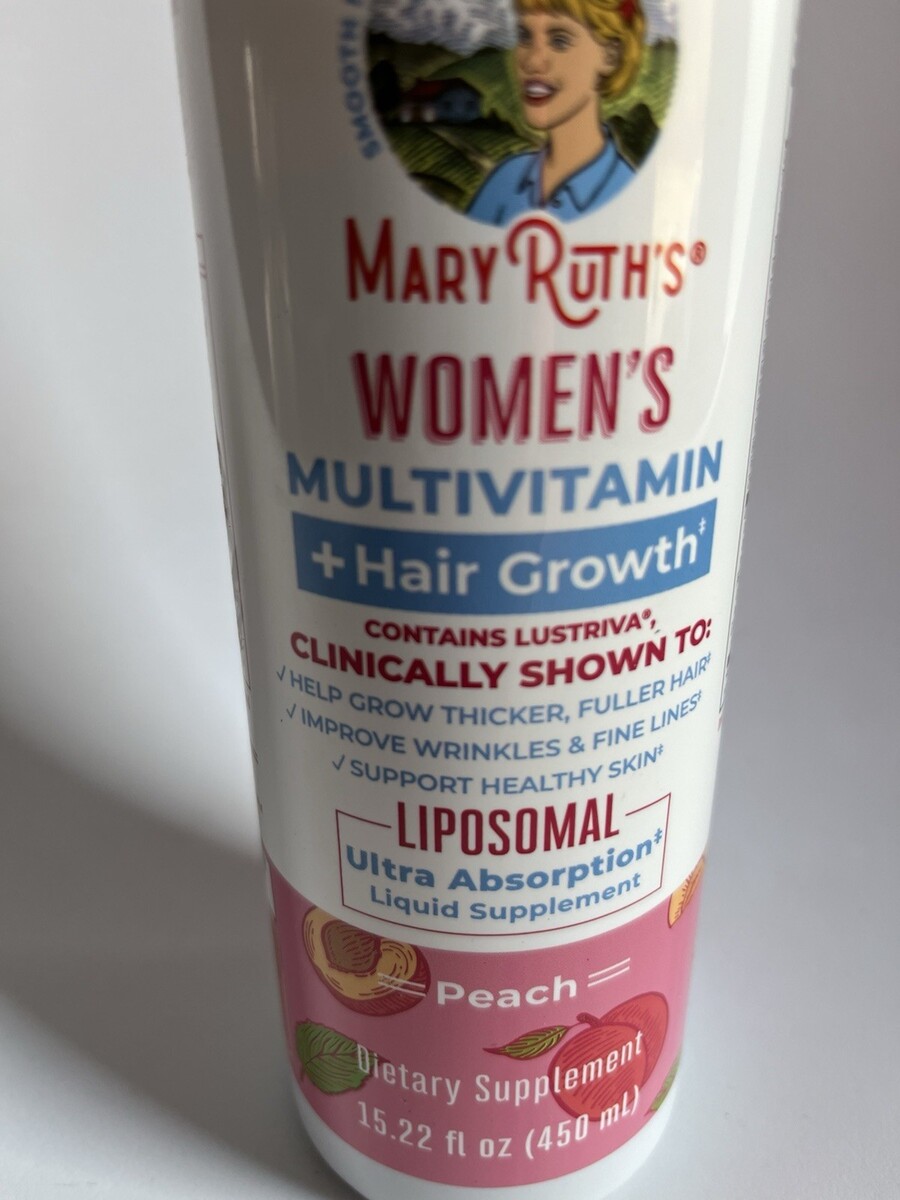 SMOOTH
MARY RUTH'S®
WOMEN'S
MULTIVITAMIN
+Hair Growth‡
CONTAINS LUSTRIVA®,
CLINICALLY SHOWN TO:
✓HELP GROW THICKER, FULLER HAIR‡
✓IMPROVE WRINKLES & FINE LINES‡
✓SUPPORT HEALTHY SKIN‡
LIPOSOMAL
Ultra Absorption‡
Liquid Supplement
Peach
Dietary Supplement
15.22 fl oz (450 mL)